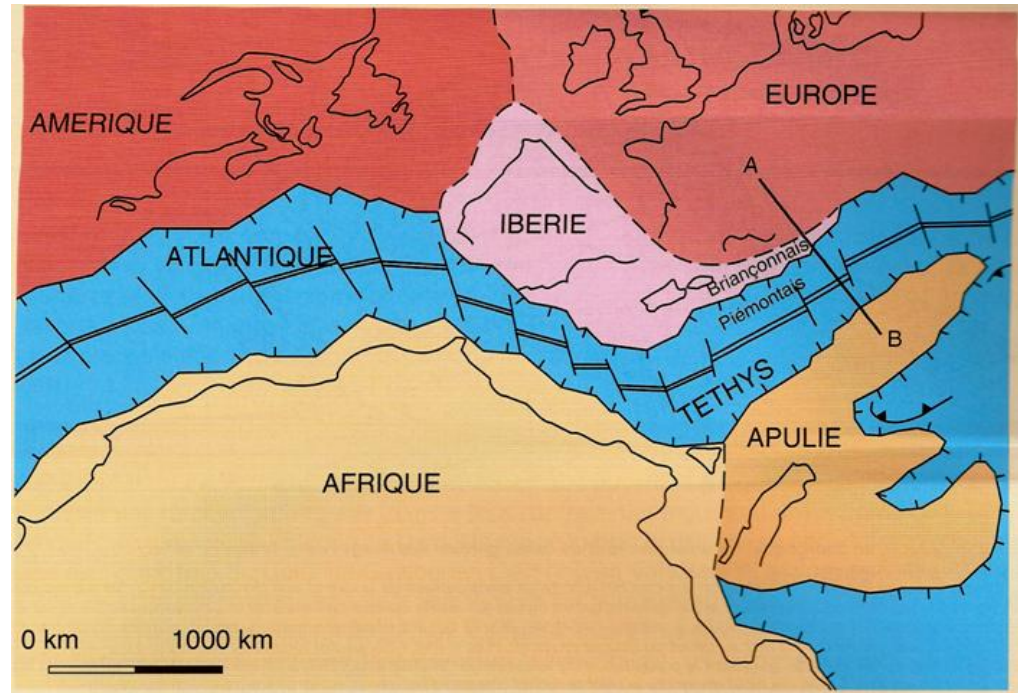 AMERIQUE
EUROPE
A
IBERIE
ATLANTIQUE
Briançonnais
Piémontais
B
TETHYS
APULIE
AFRIQUE
0 km 1000 km